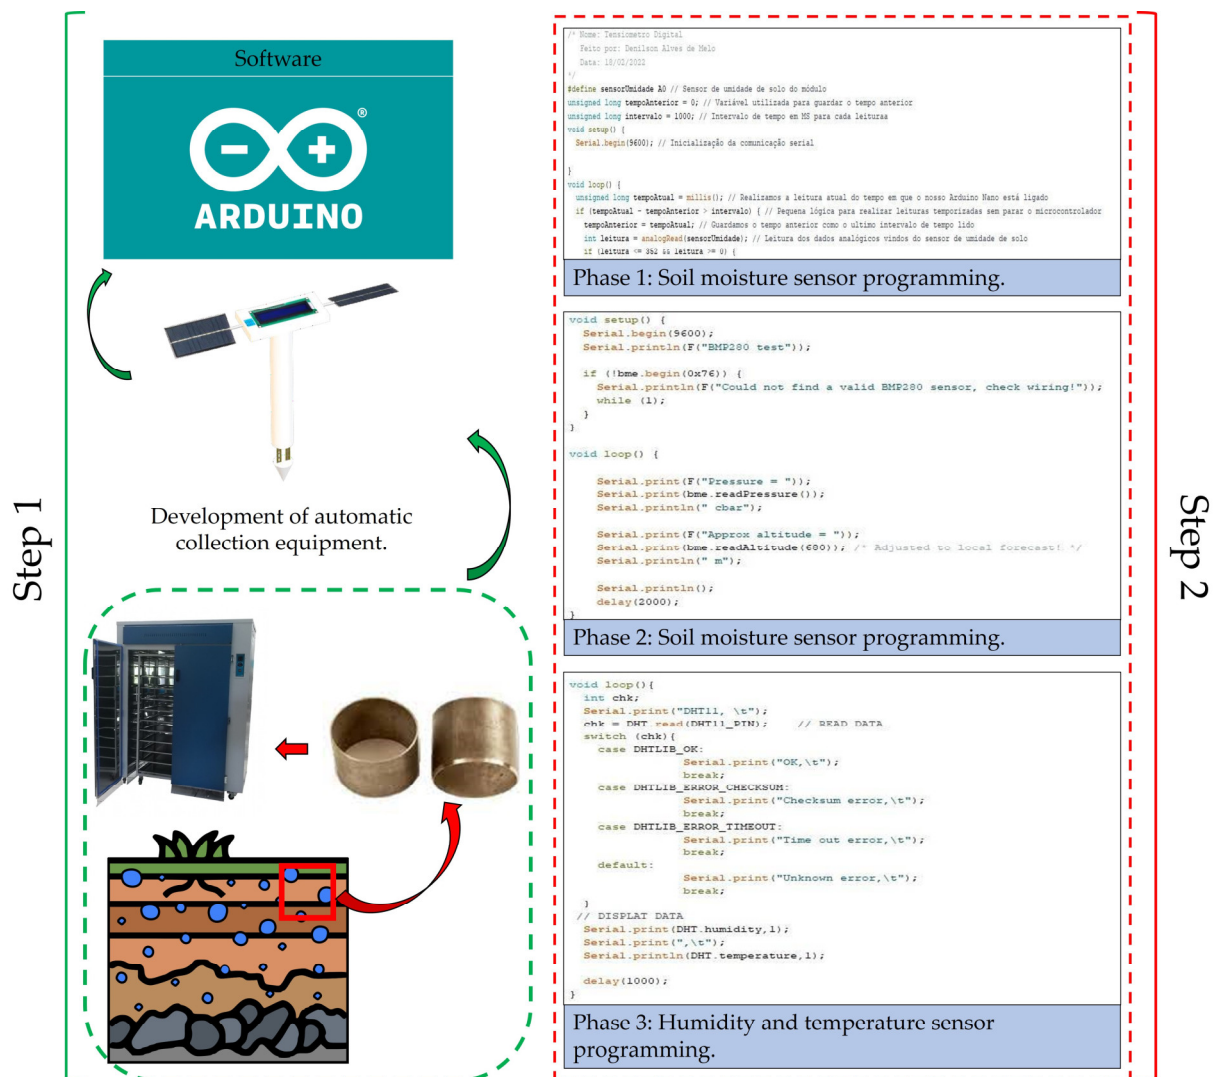 Step 1
Software
®
ARDUINO
Development of automatic
collection equipment.
/* Nome: Tensiometro Digital
Feito por: Denilson Alves de Melo
Data: 18/02/2022
*/
#define sensorUmidade A0 // Sensor de umidade de solo do módulo
unsigned long tempoAnterior = 0; // Variável utilizada para guardar o tempo anterior
unsigned long intervalo = 1000; // Intervalo de tempo em MS para cada leituraa
void setup() {
Serial.begin(9600); // Inicialização da comunicação serial
}
void loop() {
unsigned long tempoAtual = millis(); // Realizamos a leitura atual do tempo em que o nosso Arduino Nano está ligado
if (tempoAtual - tempoAnterior > intervalo) { // Pequena lógica para realizar leituras temporizadas sem parar o microcontrolador
tempoAnterior = tempoAtual; // Guardamos o tempo anterior como o ultimo intervalo de tempo lido
int leitura = analogRead(sensorUmidade); // Leitura dos dados analógicos vindos do sensor de umidade de solo
if (leitura <= 352 && leitura >= 0) {
Phase 1: Soil moisture sensor programming.
void setup() {
Serial.begin(9600);
Serial.println(F("BMP280 test"));
if (!bme.begin(0x76)) {
Serial.println(F("Could not find a valid BMP280 sensor, check wiring!"));
while (1);
}
}
void loop() {
Serial.print(F("Pressure = "));
Serial.print(bme.readPressure());
Serial.println(" cbar");
Serial.print(F("Approx altitude = "));
Serial.print(bme.readAltitude(680)); /* Adjusted to local forecast! */
Serial.println(" m");
Serial.println();
delay(2000);
}
Phase 2: Soil moisture sensor programming.
void loop(){
int chk;
Serial.print("DHT11, \t");
chk = DHT.read(DHT11_PIN); // READ DATA
switch (chk){
case DHTLIB_OK:
Serial.print("OK,\t");
break;
case DHTLIB_ERROR_CHECKSUM:
Serial.print("Checksum error,\t");
break;
case DHTLIB_ERROR_TIMEOUT:
Serial.print("Time out error,\t");
break;
default:
Serial.print("Unknown error,\t");
break;
}
// DISPLAT DATA
Serial.print(DHT.humidity,1);
Serial.print(",\t");
Serial.println(DHT.temperature,1);
delay(1000);
}
Phase 3: Humidity and temperature sensor
programming.
Step 2